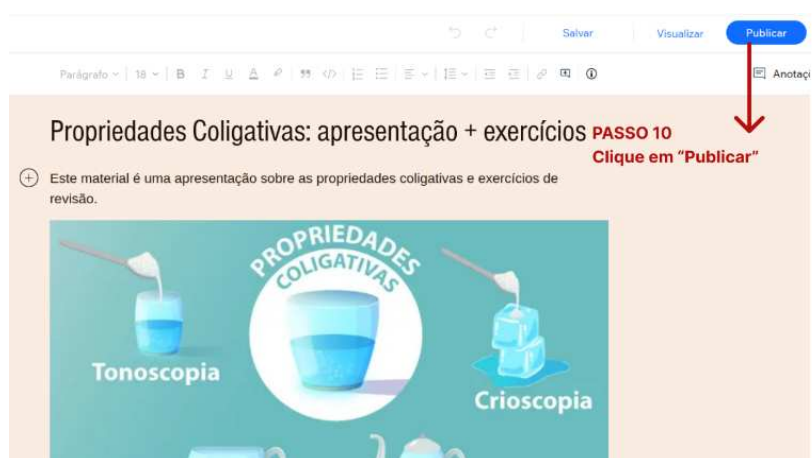 Salvar Visualizar Publicar
Parágrafo 18 B I U A Anotaçi
Propriedades Coligativas: apresentação + exercícios
PASSO 10
Clique em “Publicar”
Este material é uma apresentação sobre as propriedades coligativas e exercícios de
revisão.
PROPRIEDADES
COLIGATIVAS
Tonoscopia
Crioscopia